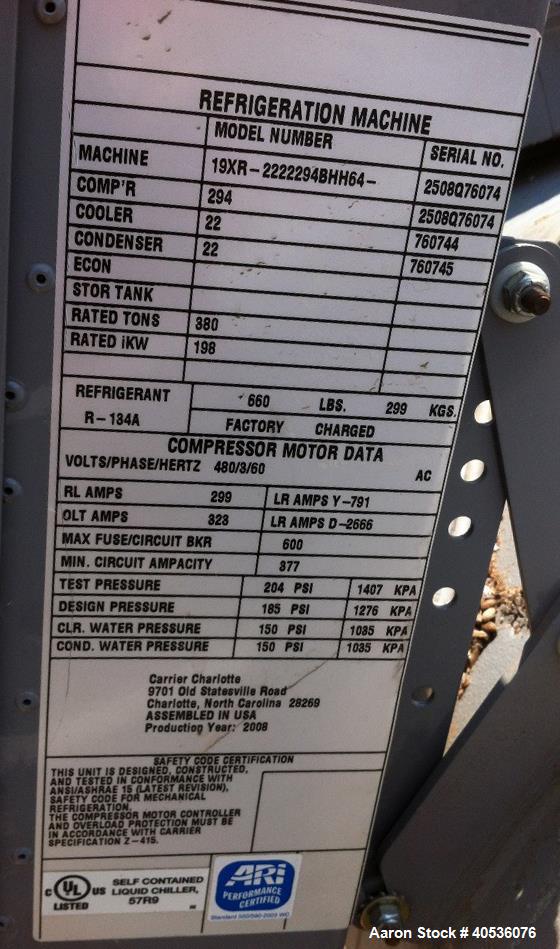 REFRIGERATION MACHINE
MODEL NUMBER SERIAL NO.
MACHINE 19XR-2222294BHH64- 2508Q76074
COMP'R 294 2508Q76074
COOLER 22 760744
CONDENSER 22 760745
ECON
STOR TANK
RATED TONS 380
RATED iKW 198
REFRIGERANT 660 LBS. 299 KGS.
R-134A FACTORY CHARGED
COMPRESSOR MOTOR DATA
VOLTS/PHASE/HERTZ 480/3/60 AC
RL AMPS 299 LR AMPS Y-791
OLT AMPS 323 LR AMPS D-2666
MAX FUSE/CIRCUIT BKR 600
MIN. CIRCUIT AMPACITY 377
TEST PRESSURE 204 PSI 1407 KPA
DESIGN PRESSURE 185 PSI 1276 KPA
CLR. WATER PRESSURE 150 PSI 1035 KPA
COND. WATER PRESSURE 150 PSI 1035 KPA
Carrier Charlotte
9701 Old Statesville Road
Charlotte, North Carolina 28269
ASSEMBLED IN USA
Production Year: 2008
SAFETY CODE CERTIFICATION
THIS UNIT IS DESIGNED, CONSTRUCTED,
AND TESTED IN CONFORMANCE WITH
ANSI/ASHRAE 15 (LATEST REVISION),
SAFETY CODE FOR MECHANICAL
REFRIGERATION.
THE COMPRESSOR MOTOR CONTROLLER
AND OVERLOAD PROTECTION MUST BE
IN ACCORDANCE WITH CARRIER
SPECIFICATION Z-415.
C UL US
LISTED
SELF CONTAINED
LIQUID CHILLER,
57R9
ARI
PERFORMANCE
CERTIFIED
Standard 550/590-2003 WC
Aaron Stock # 40536076